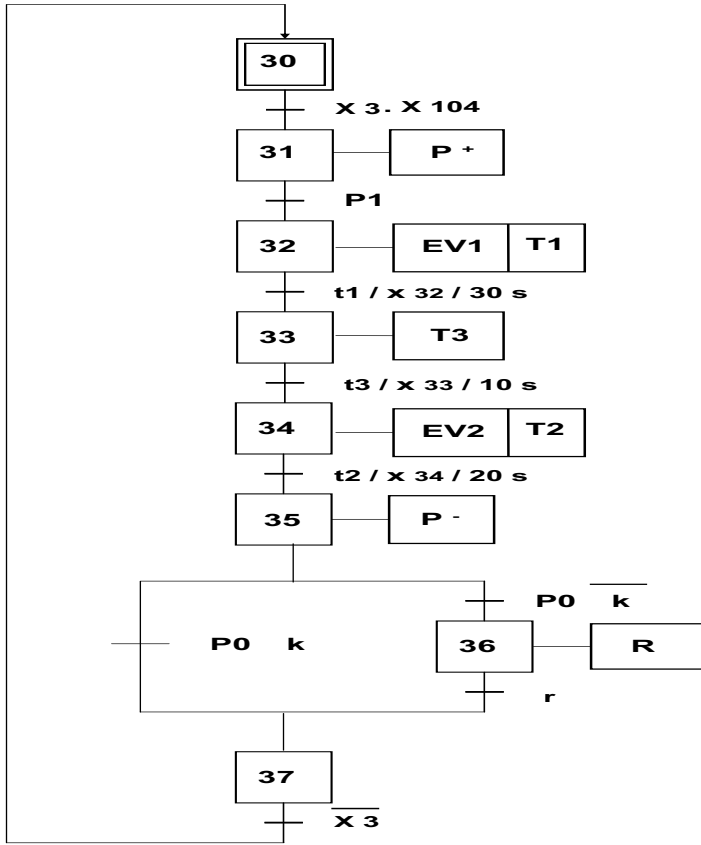 30
X 3. X 104
31 P +
P1
32 EV1 T1
t1 / x 32 / 30 s
33 T3
t3 / x 33 / 10 s
34 EV2 T2
t2 / x 34 / 20 s
35 P -
P0 k̅
P0 k 36 R
r
37
X̅ ̅3̅